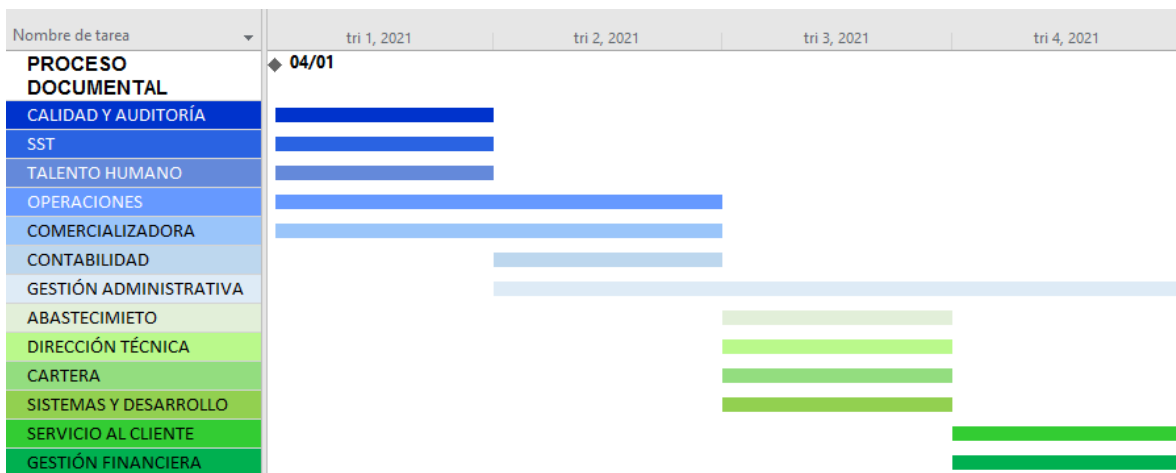 Nombre de tarea
tri 1, 2021
tri 2, 2021
tri 3, 2021
tri 4, 2021
PROCESO
DOCUMENTAL
04/01
CALIDAD Y AUDITORÍA
SST
TALENTO HUMANO
OPERACIONES
COMERCIALIZADORA
CONTABILIDAD
GESTIÓN ADMINISTRATIVA
ABASTECIMIETO
DIRECCIÓN TÉCNICA
CARTERA
SISTEMAS Y DESARROLLO
SERVICIO AL CLIENTE
GESTIÓN FINANCIERA